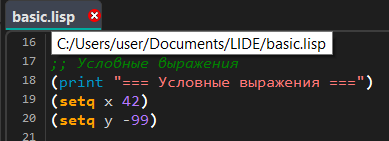 basic.lisp
16
C:/Users/user/Documents/LIDE/basic.lisp
17 ;; Условные выражения
18 (print "=== Условные выражения ===")
19 (setq x 42)
20 (setq y -99)
21